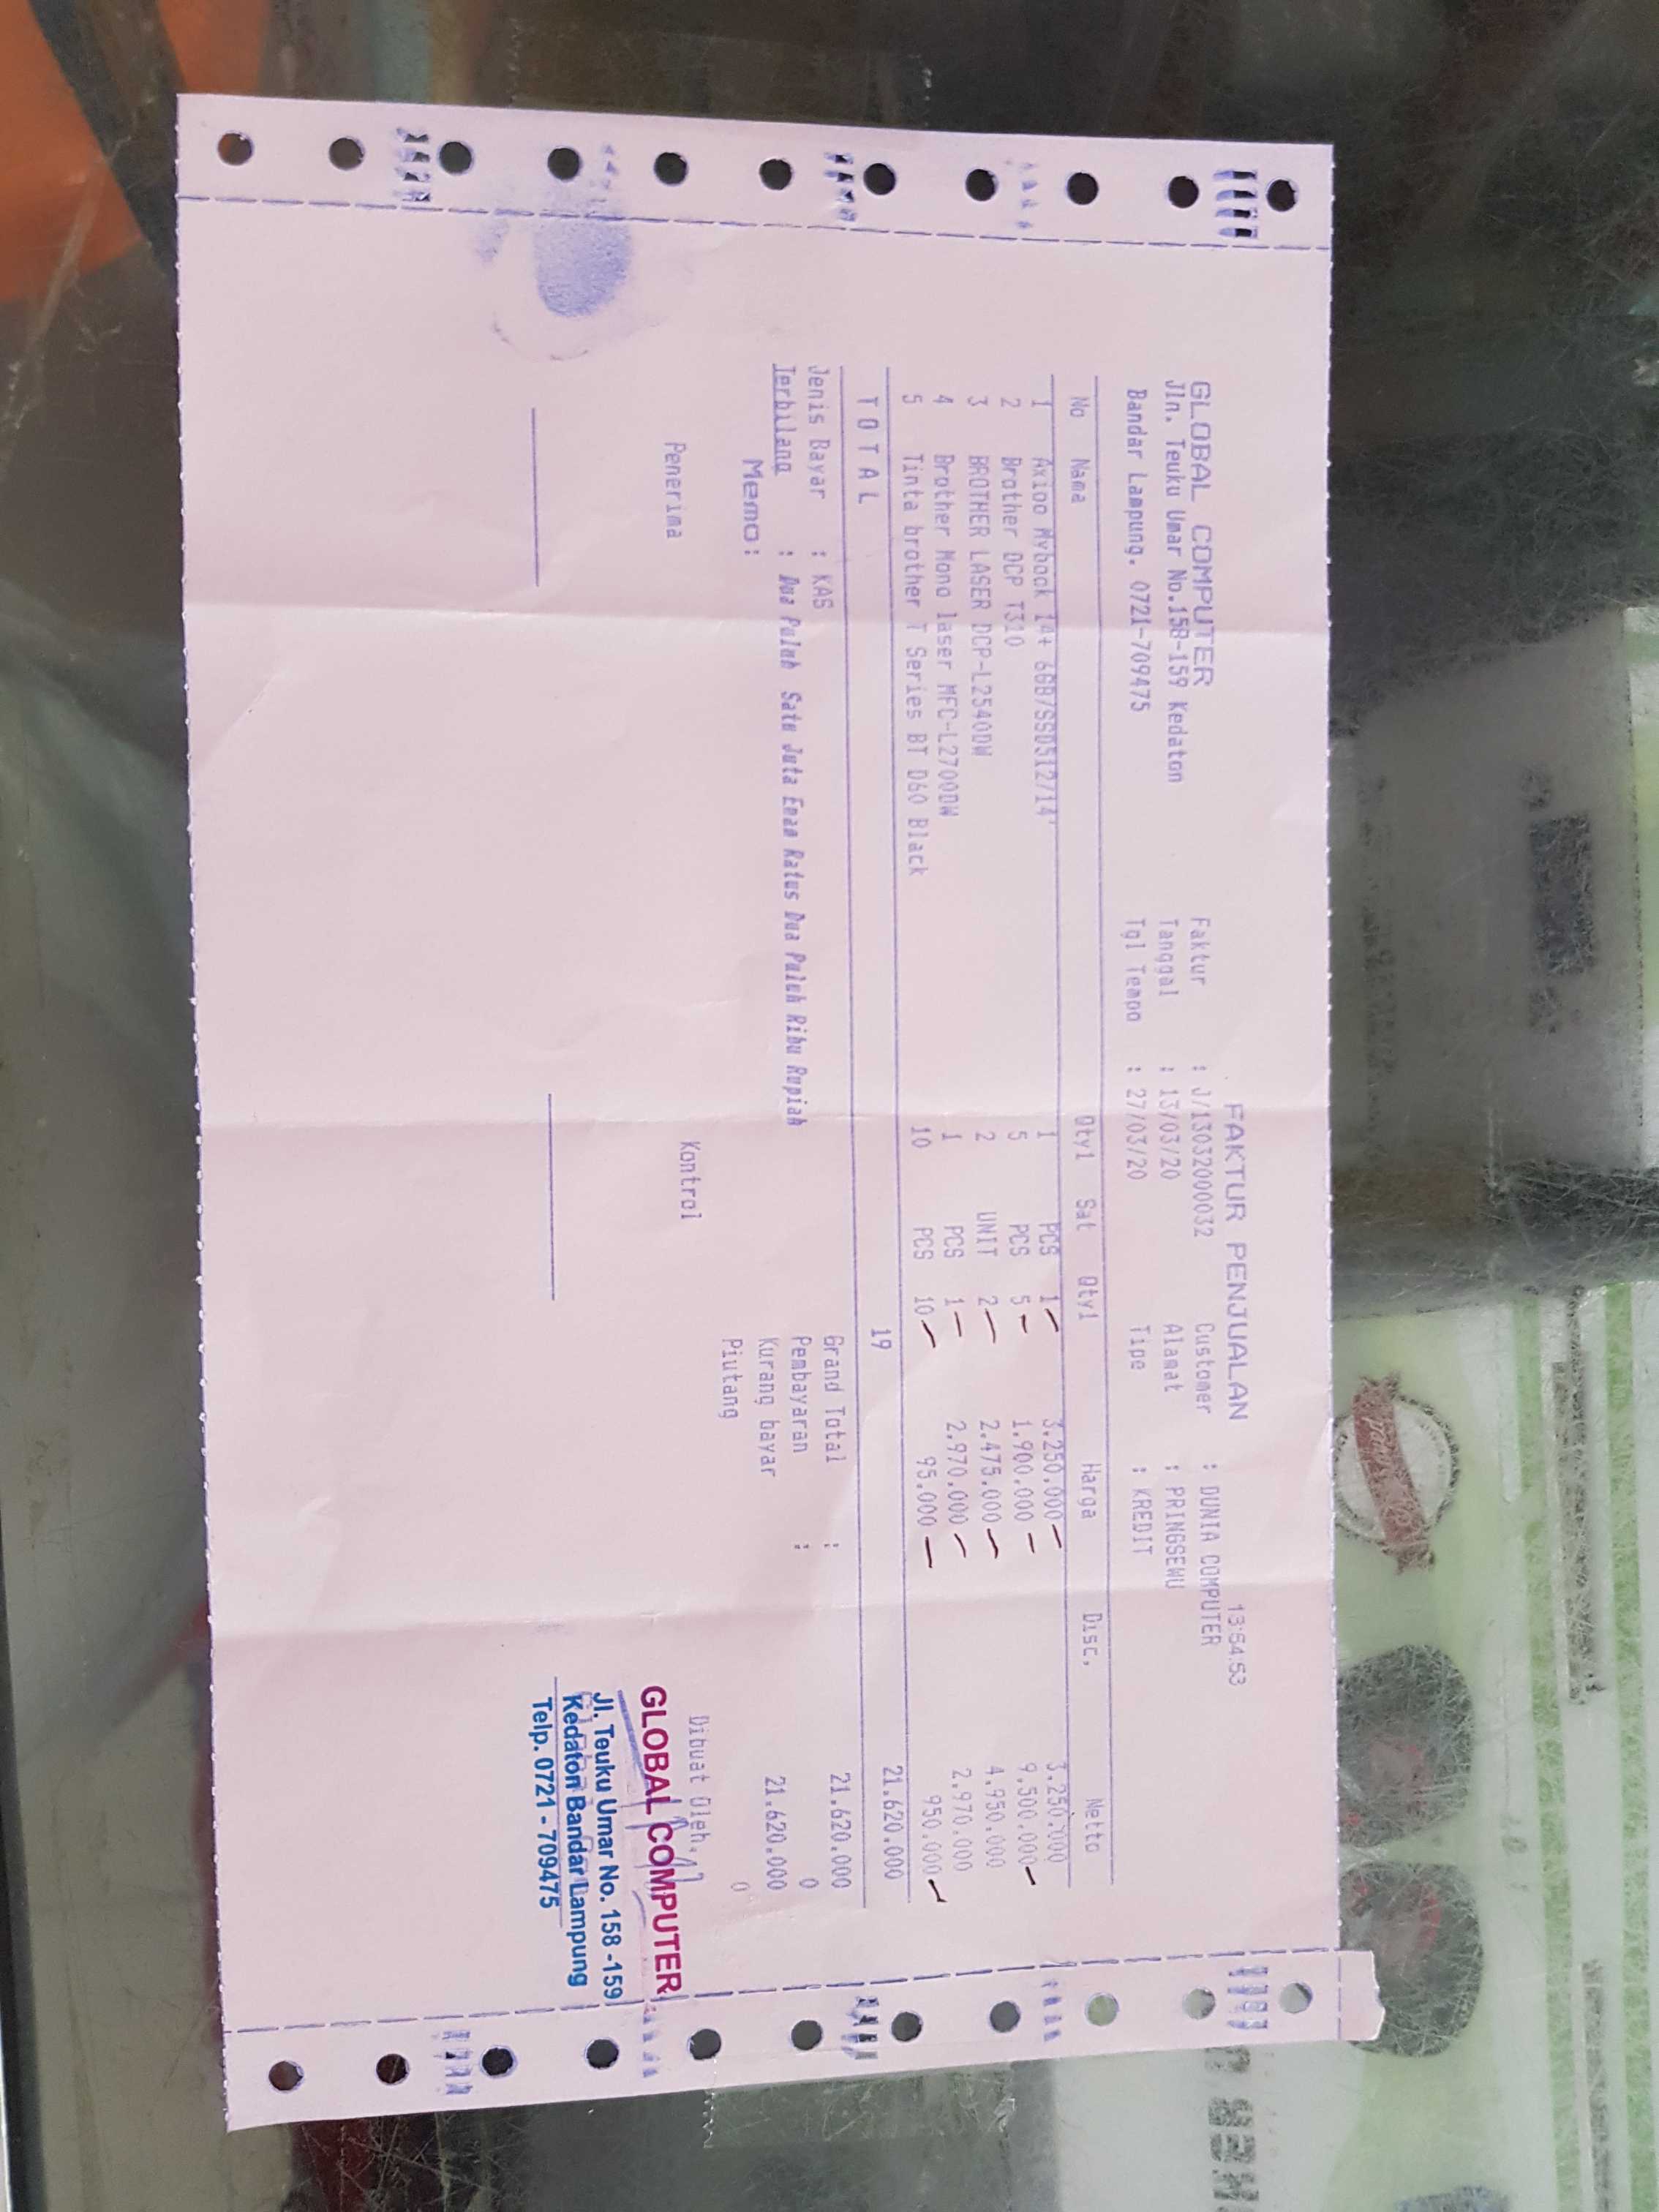 FAKTUR PENJUALAN 13:54:53
GLOBAL COMPUTER
Jln. Teuku Umar No.158-159 Kedaton
Bandar Lampung. 0721-709475
Faktur : J/130320000032
Tanggal : 13/03/20
Tgl Tempo : 27/03/20
Customer : DUNIA COMPUTER
Alamat : PRINGSEWU
Tipe : KREDIT
No Nama Qty1 Sat Qty1 Harga Disc, Netto
1 Axioo Mybook 14+ 6GB/SSD512/14" 1 PCS 1 3.250.000 3.250.000
2 Brother DCP T310 5 PCS 5 1.900.000 9.500.000
3 BROTHER LASER DCP-L2540DW 2 UNIT 2 2.475.000 4.950.000
4 Brother Mono laser MFC-L2700DW 1 PCS 1 2.970.000 2.970.000
5 Tinta brother T Series BT D60 Black 10 PCS 10 95.000 950.000
T O T A L 19 21.620.000
Jenis Bayar : KAS
Terbilang : Dua Puluh Satu Juta Enam Ratus Dua Puluh Ribu Rupiah
Memo:
Grand Total : 21.620.000
Pembayaran : 0
Kurang bayar 21.620.000
Piutang 0
Penerima Kontrol Dibuat Oleh,
GLOBAL COMPUTER
Jl. Teuku Umar No. 158 -159
Kedaton Bandar Lampung
Telp. 0721 - 709475